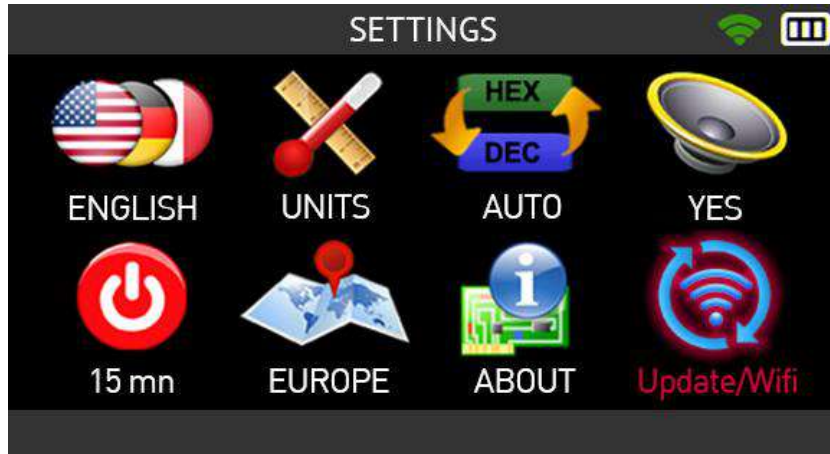 SETTINGS
HEX
DEC
ENGLISH UNITS AUTO YES
15 mn EUROPE ABOUT Update/Wifi